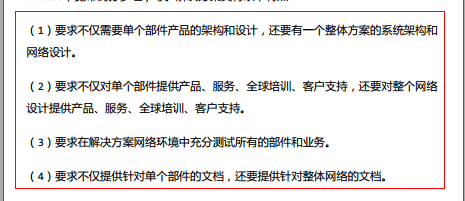 （1）要求不仅需要单个部件产品的架构和设计，还要有一个整体方案的系统架构和
网络设计。
（2）要求不仅对单个部件提供产品、服务、全球培训、客户支持，还要对整个网络
设计提供产品、服务、全球培训、客户支持。
（3）要求在解决方案网络环境中充分测试所有的部件和业务。
（4）要求不仅提供针对单个部件的文档，还要提供针对整体网络的文档。